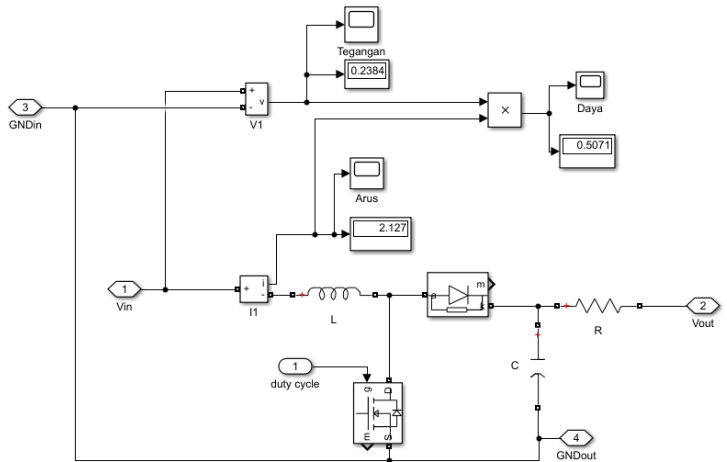 Tegangan
0.2384
3
GNDin
+
-
v
V1
×
Daya
0.5071
Arus
2.127
1
Vin
+
i
-
I1
+
L
a
m
k
+
R
2
Vout
+
C
1
duty cycle
g
D
m
S
4
GNDout